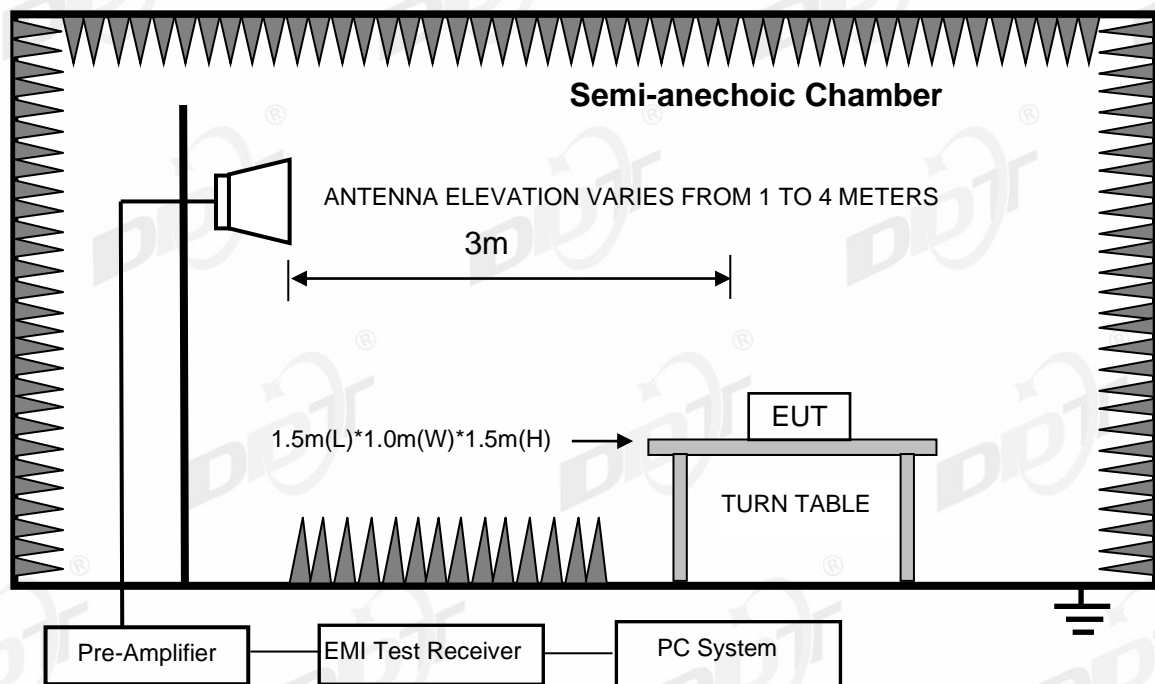 Semi-anechoic Chamber
ANTENNA ELEVATION VARIES FROM 1 TO 4 METERS
3m
EUT
1.5m(L)*1.0m(W)*1.5m(H)
TURN TABLE
Pre-Amplifier
EMI Test Receiver
PC System
DDT®